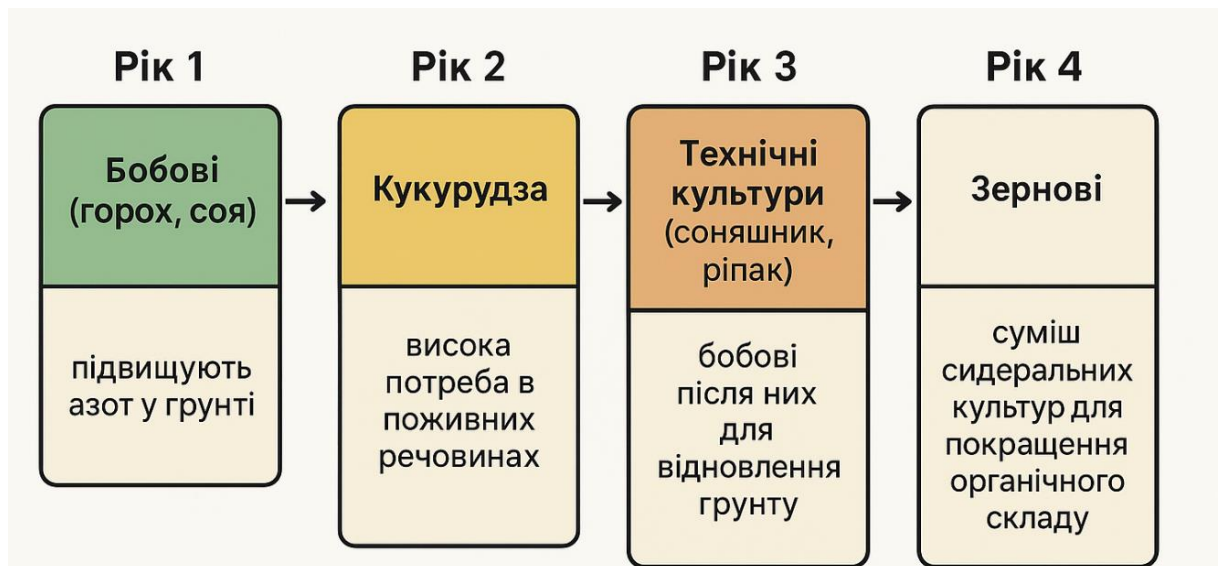 Рік 1
Бобові
(горох, соя)
підвищують
азот у грунті
Рік 2
Кукурудза
висока
потреба в
поживних
речовинах
Рік 3
Технічні
культури
(соняшник,
ріпак)
бобові
після них
для
відновлення
грунту
Рік 4
Зернові
суміш
сидеральних
культур для
покращення
органічного
складу